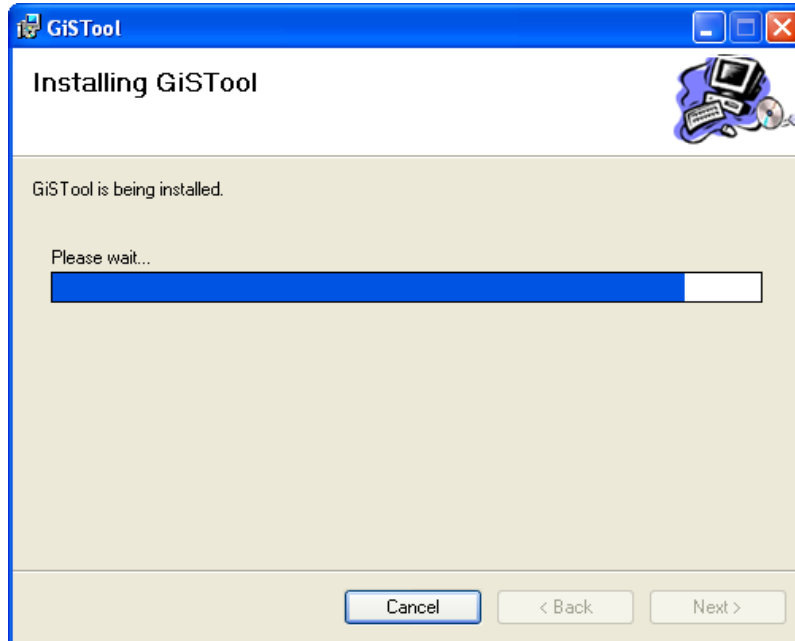 GiSTool
Installing GiSTool
GiSTool is being installed.
Please wait...
Cancel
< Back
Next >